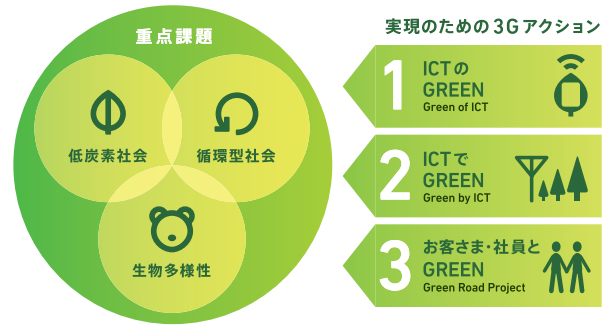 重点課題
低炭素社会
循環型社会
生物多様性
実現のための3Gアクション
1
ICTの
GREEN
Green of ICT
2
ICTで
GREEN
Green by ICT
3
お客さま・社員と
GREEN
Green Road Project